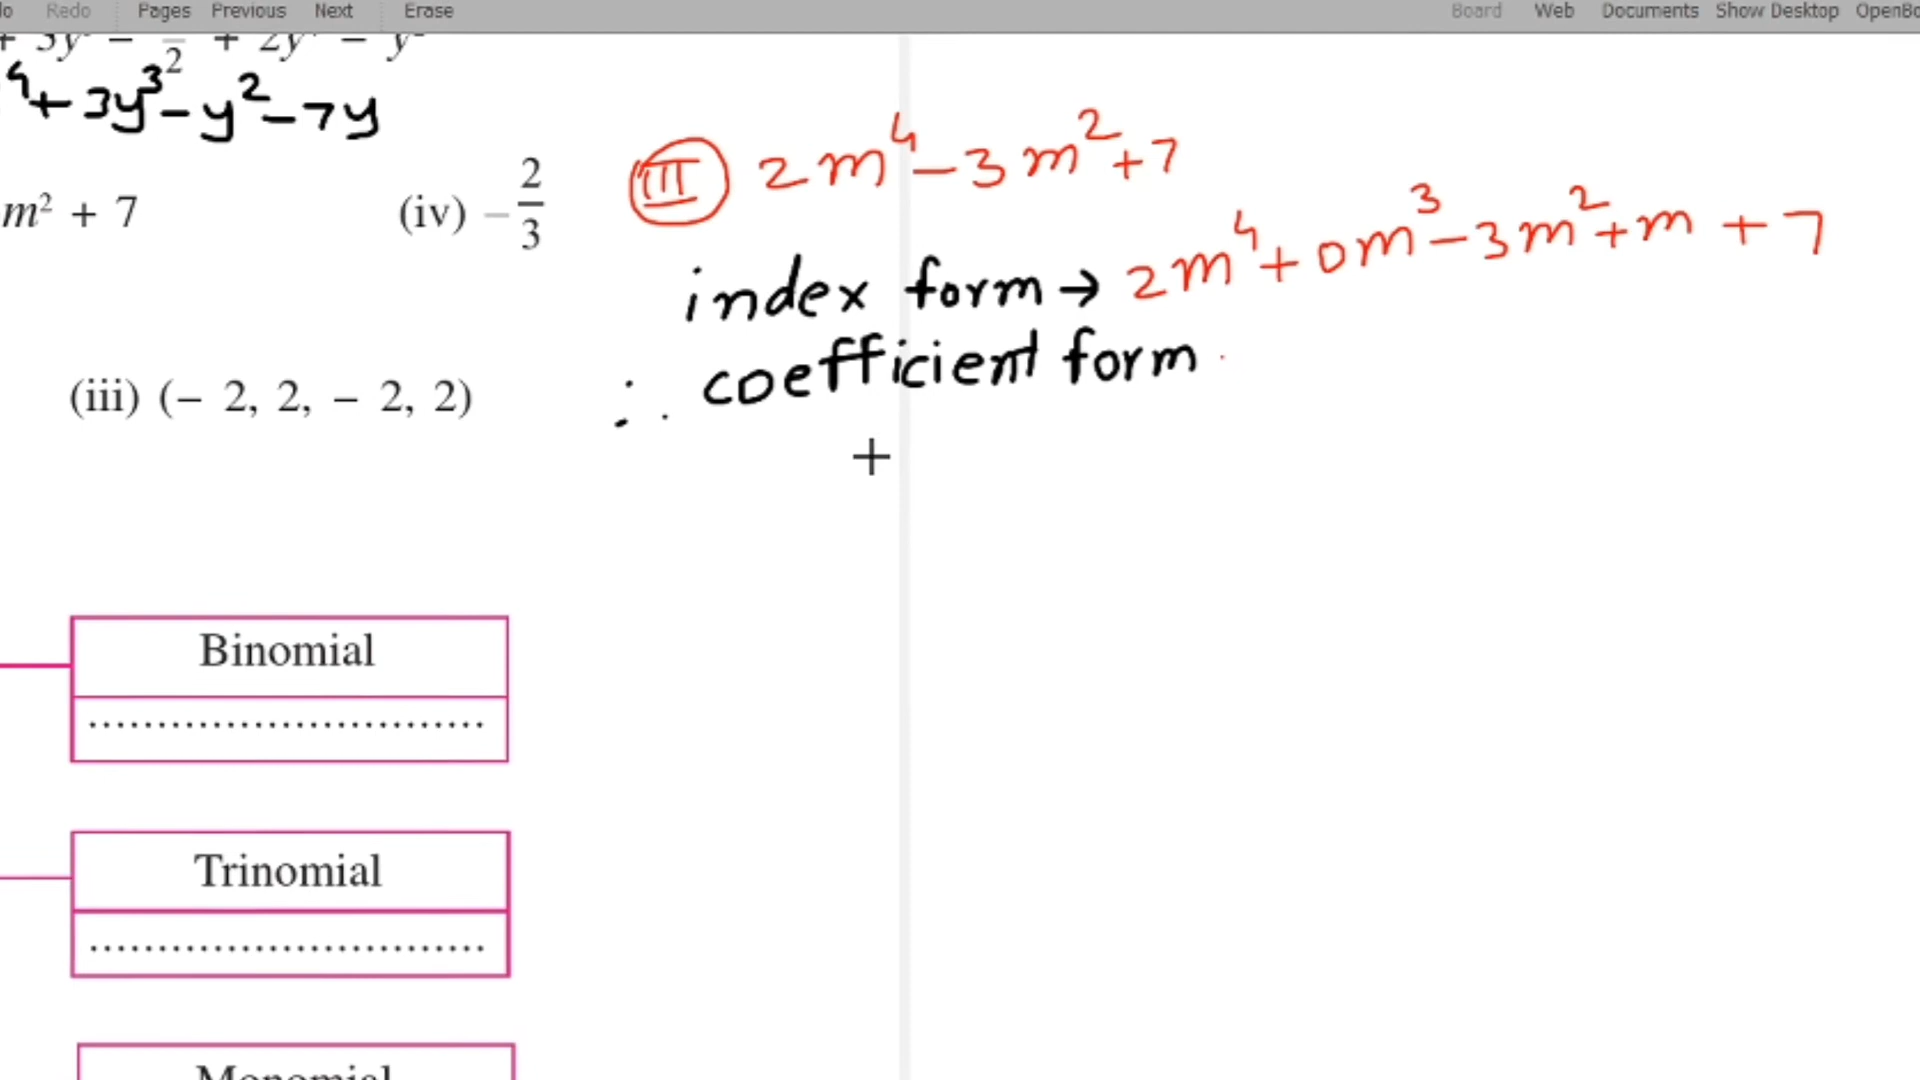 Redo Pages Previous Next Erase Board Web Documents Show Desktop
4 + 3y³ - y² - 7y
m² + 7
(iv) - 2/3
(iii) (- 2, 2, - 2, 2)
III 2m⁴ - 3m² + 7
index form → 2m⁴ + 0m³ - 3m² + m + 7
∴ coefficient form
Binomial
Trinomial
Monomial